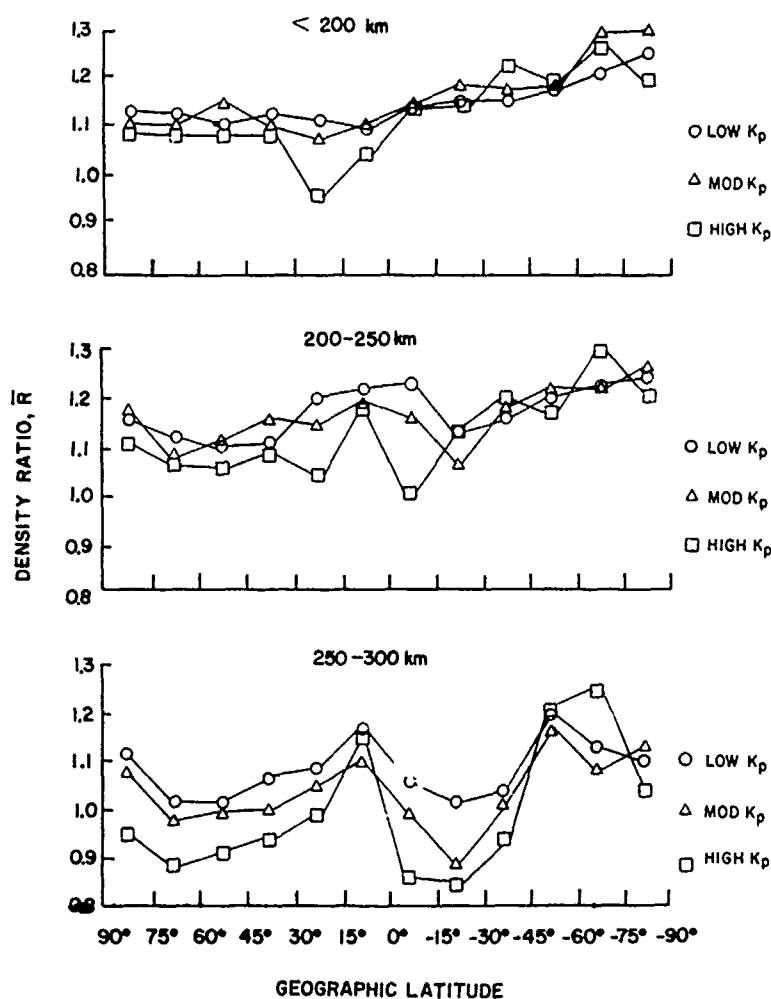 < 200 km
1.3
1.2
1.1
1.0
0.9
0.8
○ LOW Kp
△ MOD Kp
□ HIGH Kp
200-250 km
1.3
1.2
1.1
1.0
0.9
0.8
○ LOW Kp
△ MOD Kp
□ HIGH Kp
DENSITY RATIO, R̅
250-300 km
1.3
1.2
1.1
1.0
0.9
○ LOW Kp
△ MOD Kp
□ HIGH Kp
90° 75° 60° 45° 30° 15° 0° -15° -30° -45° -60° -75° -90°
GEOGRAPHIC LATITUDE